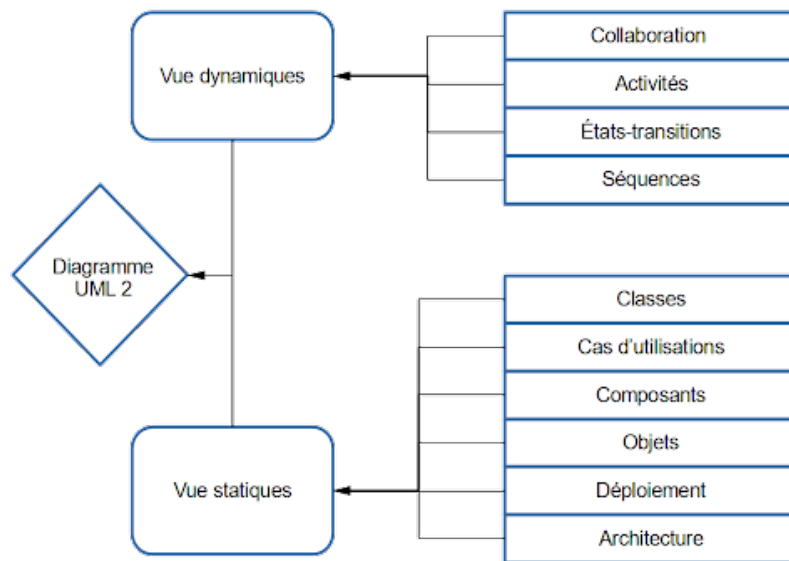 Vue dynamiques
Collaboration
Activités
États-transitions
Séquences
Diagramme
UML 2
Vue statiques
Classes
Cas d'utilisations
Composants
Objets
Déploiement
Architecture